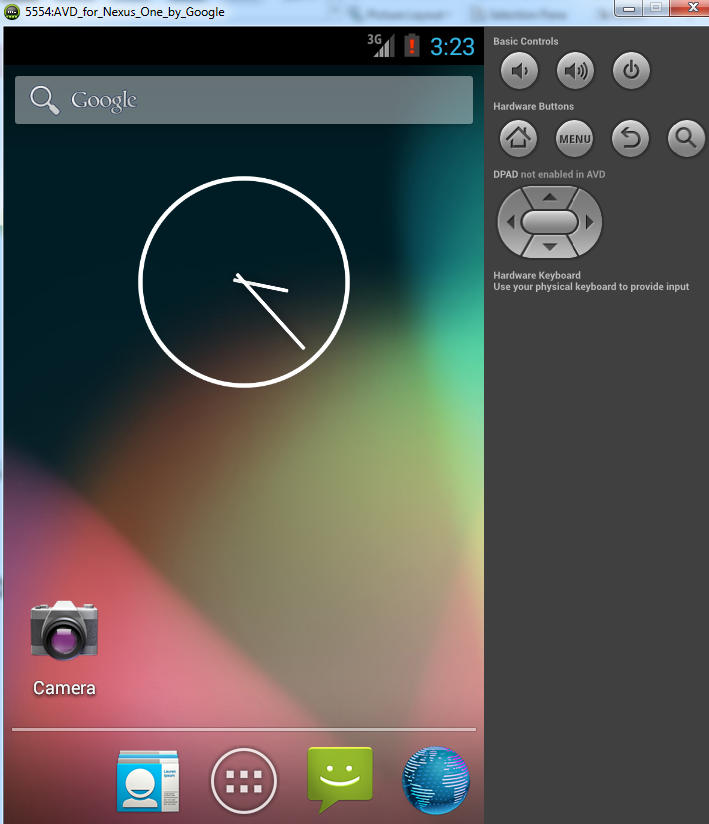 5554:AVD_for_Nexus_One_by_Google
3G
3:23
Google
Camera
Basic Controls
Hardware Buttons
MENU
DPAD not enabled in AVD
Hardware Keyboard
Use your physical keyboard to provide input